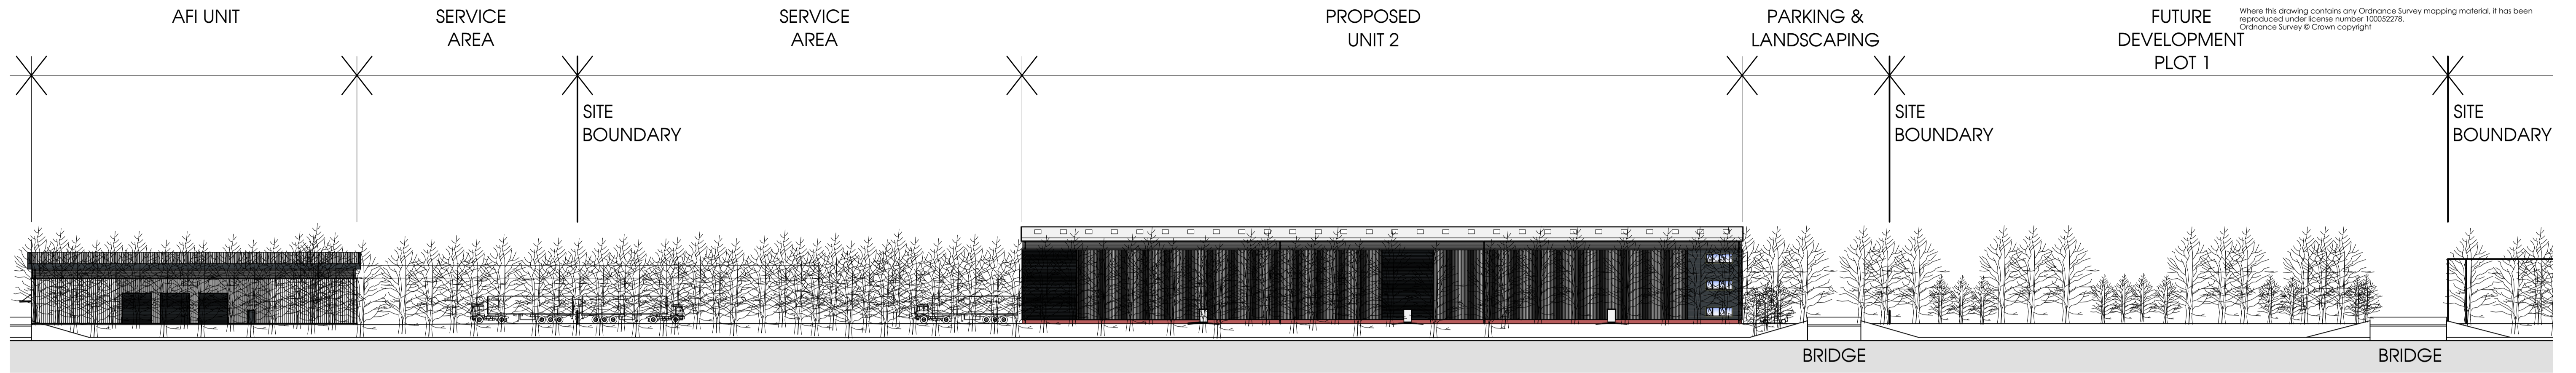 AFI UNIT
SERVICE
AREA
SERVICE
AREA
PROPOSED
UNIT 2
PARKING &
LANDSCAPING
FUTURE
DEVELOPMENT
PLOT 1
Where this drawing contains any Ordnance Survey mapping material, it has been
reproduced under license number 100052278.
Ordnance Survey © Crown copyright
SITE
BOUNDARY
SITE
BOUNDARY
SITE
BOUNDARY
BRIDGE
BRIDGE